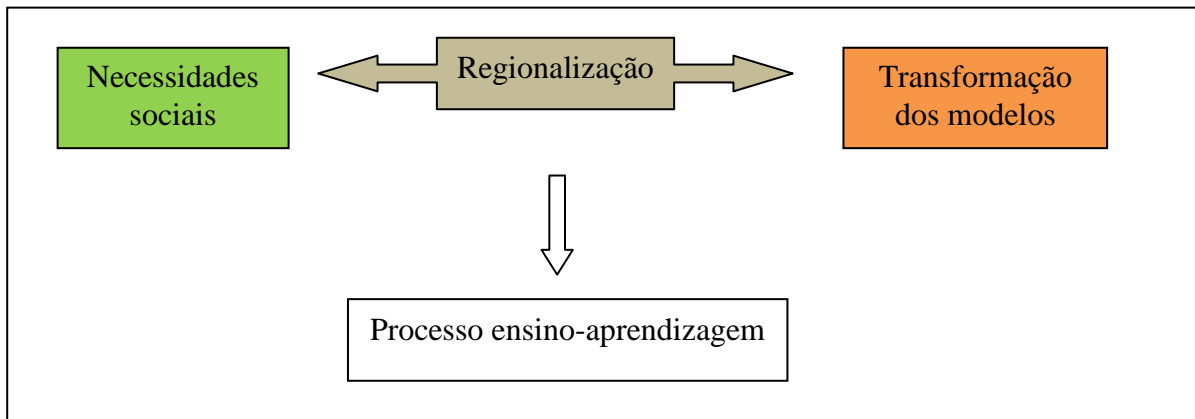 Necessidades
sociais
Regionalização
Transformação
dos modelos
Processo ensino-aprendizagem